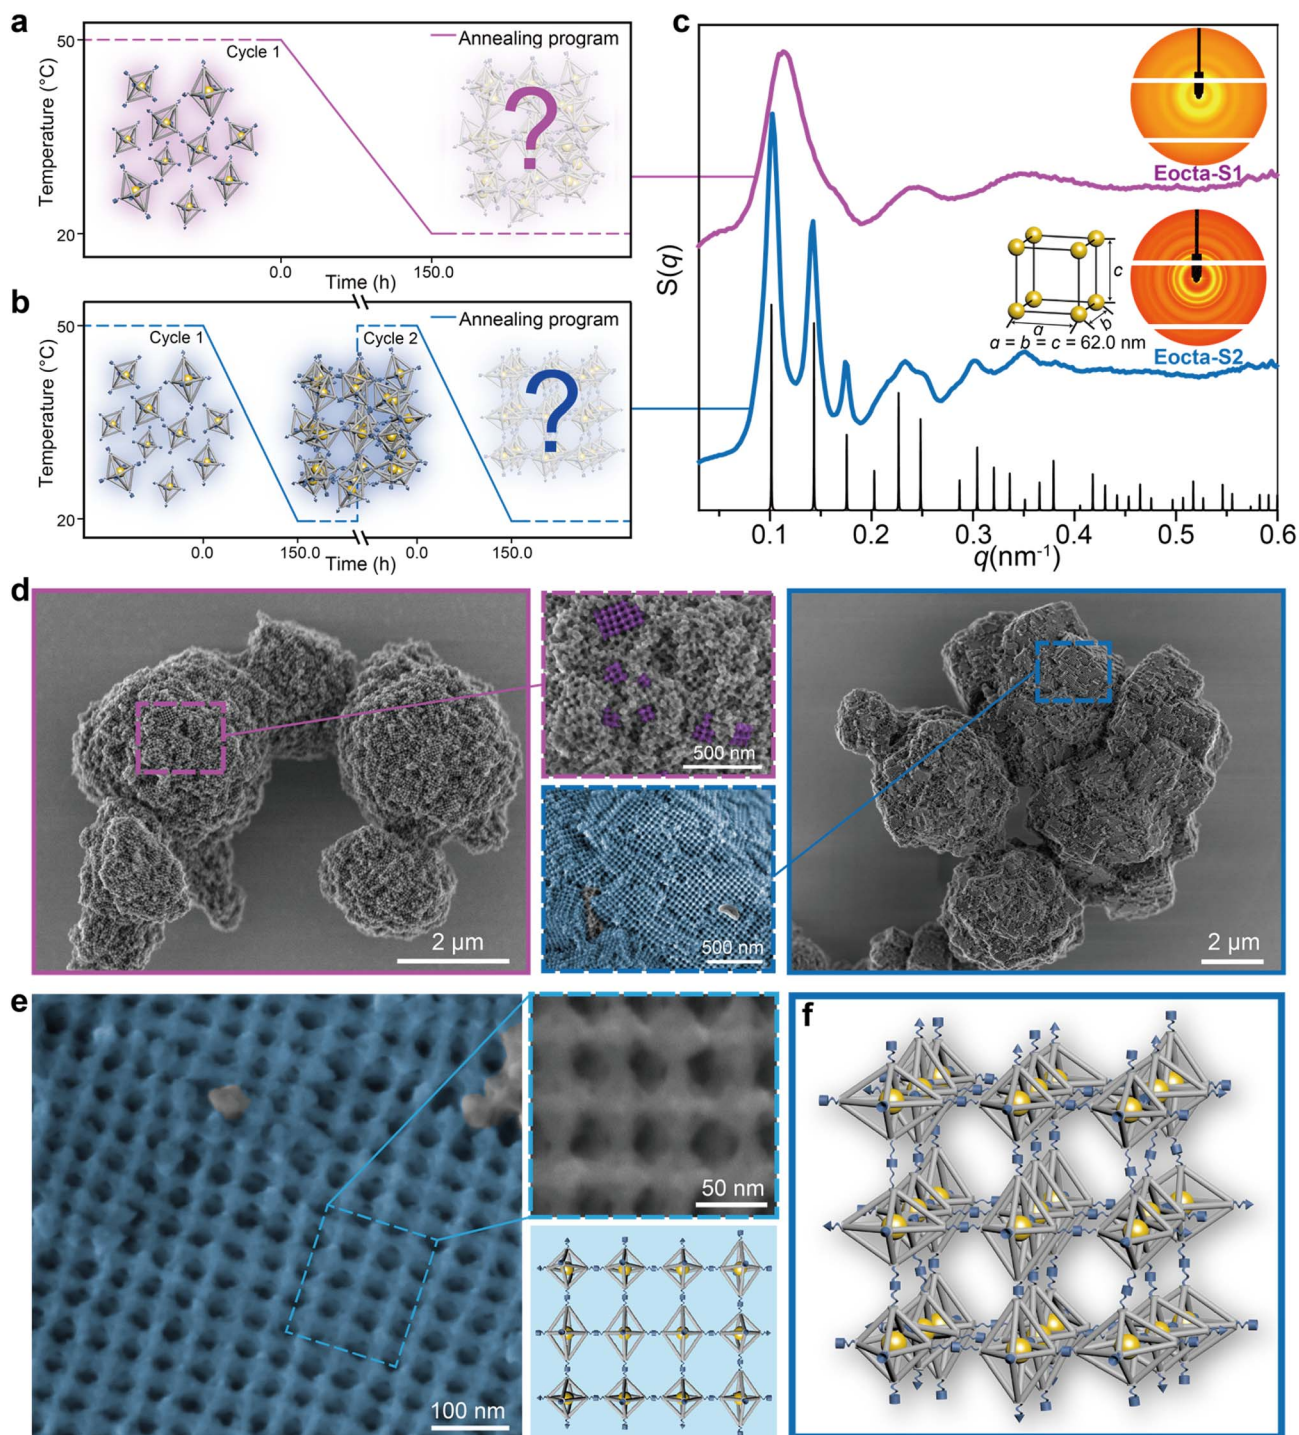 a
Temperature (°C)
50
20
Cycle 1
Annealing program
?
0.0
150.0
Time (h)
b
Temperature (°C)
50
20
Cycle 1
Cycle 2
Annealing program
?
0.0
150.0
0.0
150.0
Time (h)
c
S(q)
Eocta-S1
c
b
a
a = b = c = 62.0 nm
Eocta-S2
0.1
0.2
0.3
0.4
0.5
0.6
q(nm⁻¹)
d
2 µm
500 nm
500 nm
2 µm
e
100 nm
50 nm
f